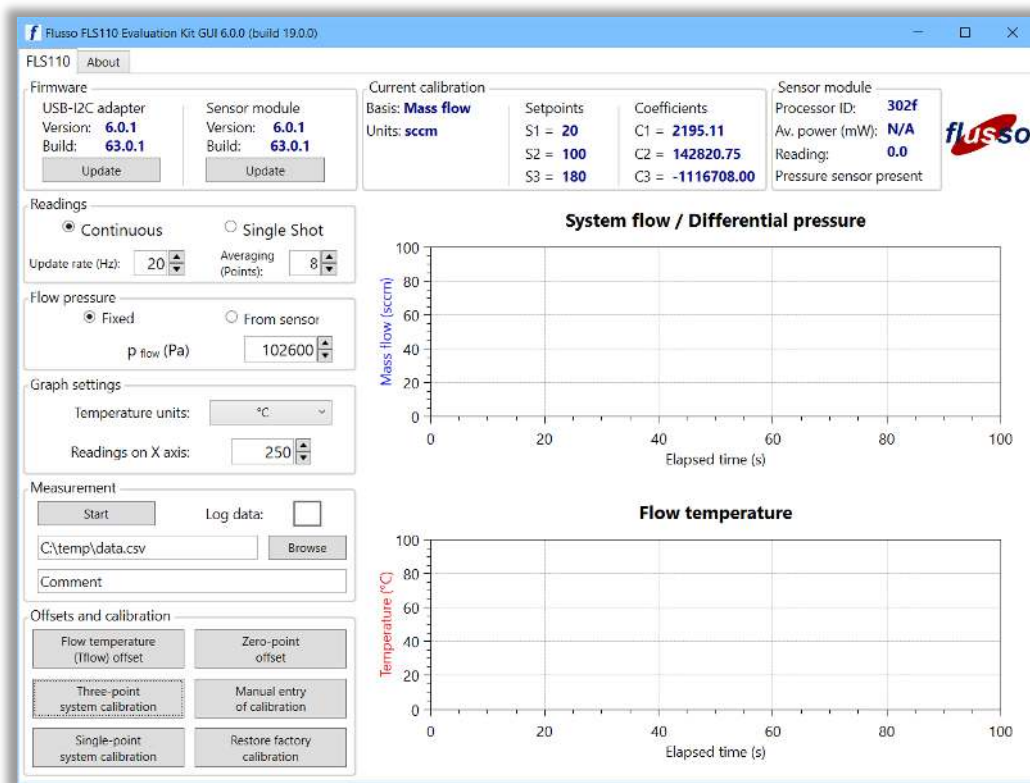 f Flusso FLS110 Evaluation Kit GUI 6.0.0 (build 19.0.0)
FLS110 About
Firmware
USB-I2C adapter
Version: 6.0.1
Build: 63.0.1
Update
Sensor module
Version: 6.0.1
Build: 63.0.1
Update
Current calibration
Basis: Mass flow
Units: sccm
Setpoints
S1 = 20
S2 = 100
S3 = 180
Coefficients
C1 = 2195.11
C2 = 142820.75
C3 = -1116708.00
Sensor module
Processor ID: 302f
Av. power (mW): N/A
Reading: 0.0
Pressure sensor present
flusso
Readings
Continuous Single Shot
Update rate (Hz): 20
Averaging
(Points): 8
Flow pressure
Fixed From sensor
p flow (Pa) 102600
Graph settings
Temperature units: °C
Readings on X axis: 250
Measurement
Start Log data:
C:\temp\data.csv Browse
Comment
Offsets and calibration
Flow temperature
(Tflow) offset
Zero-point
offset
Three-point
system calibration
Manual entry
of calibration
Single-point
system calibration
Restore factory
calibration
System flow / Differential pressure
Mass flow (sccm)
100
80
60
40
20
0
0 20 40 60 80 100
Elapsed time (s)
Flow temperature
Temperature (°C)
100
80
60
40
20
0
0 20 40 60 80 100
Elapsed time (s)